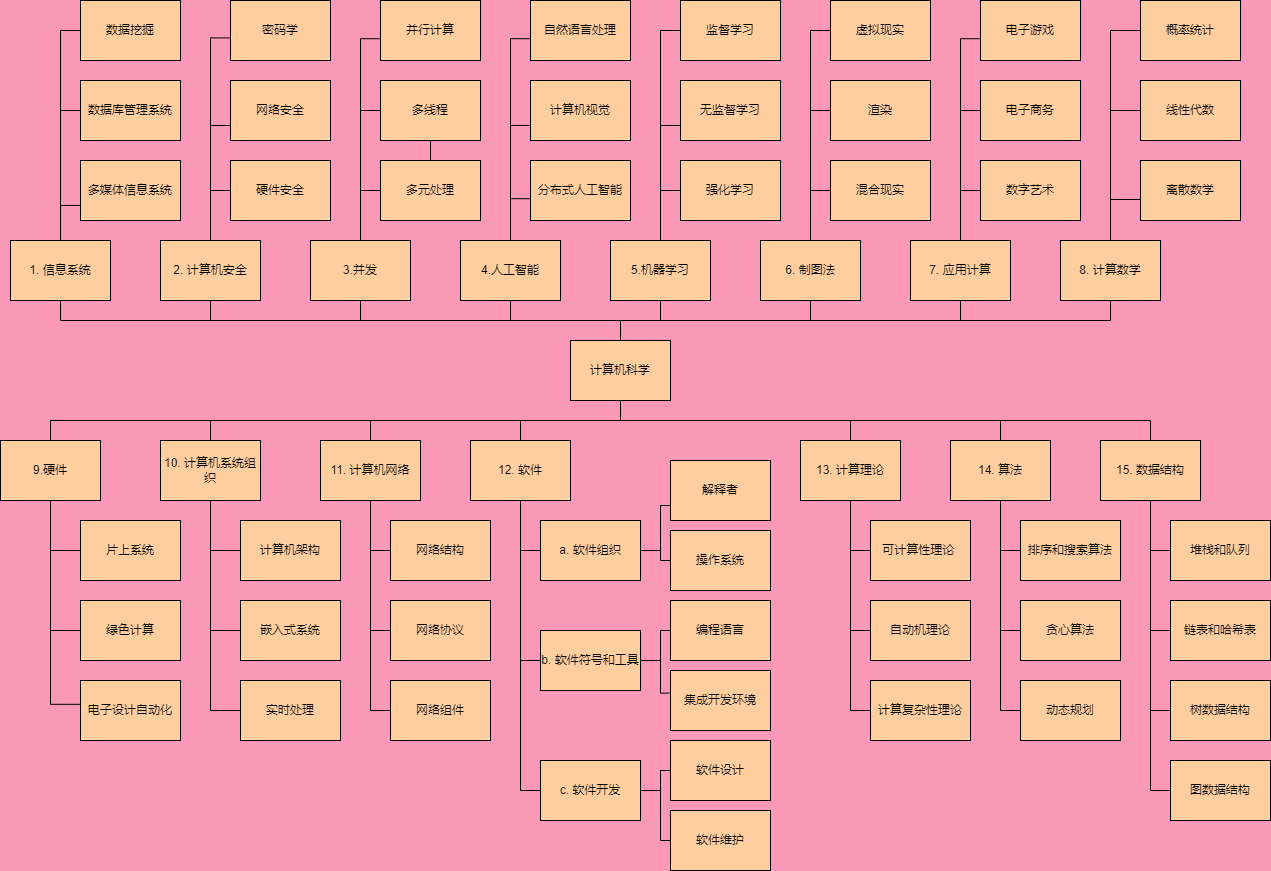 数据挖掘
密码学
并行计算
自然语言处理
监督学习
虚拟现实
电子游戏
概率统计
数据库管理系统
网络安全
多线程
计算机视觉
无监督学习
渲染
电子商务
线性代数
多媒体信息系统
硬件安全
多元处理
分布式人工智能
强化学习
混合现实
数字艺术
离散数学
1. 信息系统
2. 计算机安全
3.并发
4.人工智能
5.机器学习
6. 制图法
7. 应用计算
8. 计算数学
计算机科学
9.硬件
10. 计算机系统组
织
11. 计算机网络
12. 软件
13. 计算理论
14. 算法
15. 数据结构
解释者
片上系统
计算机架构
网络结构
a. 软件组织
操作系统
可计算性理论
排序和搜索算法
堆栈和队列
绿色计算
嵌入式系统
网络协议
编程语言
自动机理论
贪心算法
链表和哈希表
b. 软件符号和工具
集成开发环境
电子设计自动化
实时处理
网络组件
计算复杂性理论
动态规划
树数据结构
软件设计
c. 软件开发
图数据结构
软件维护